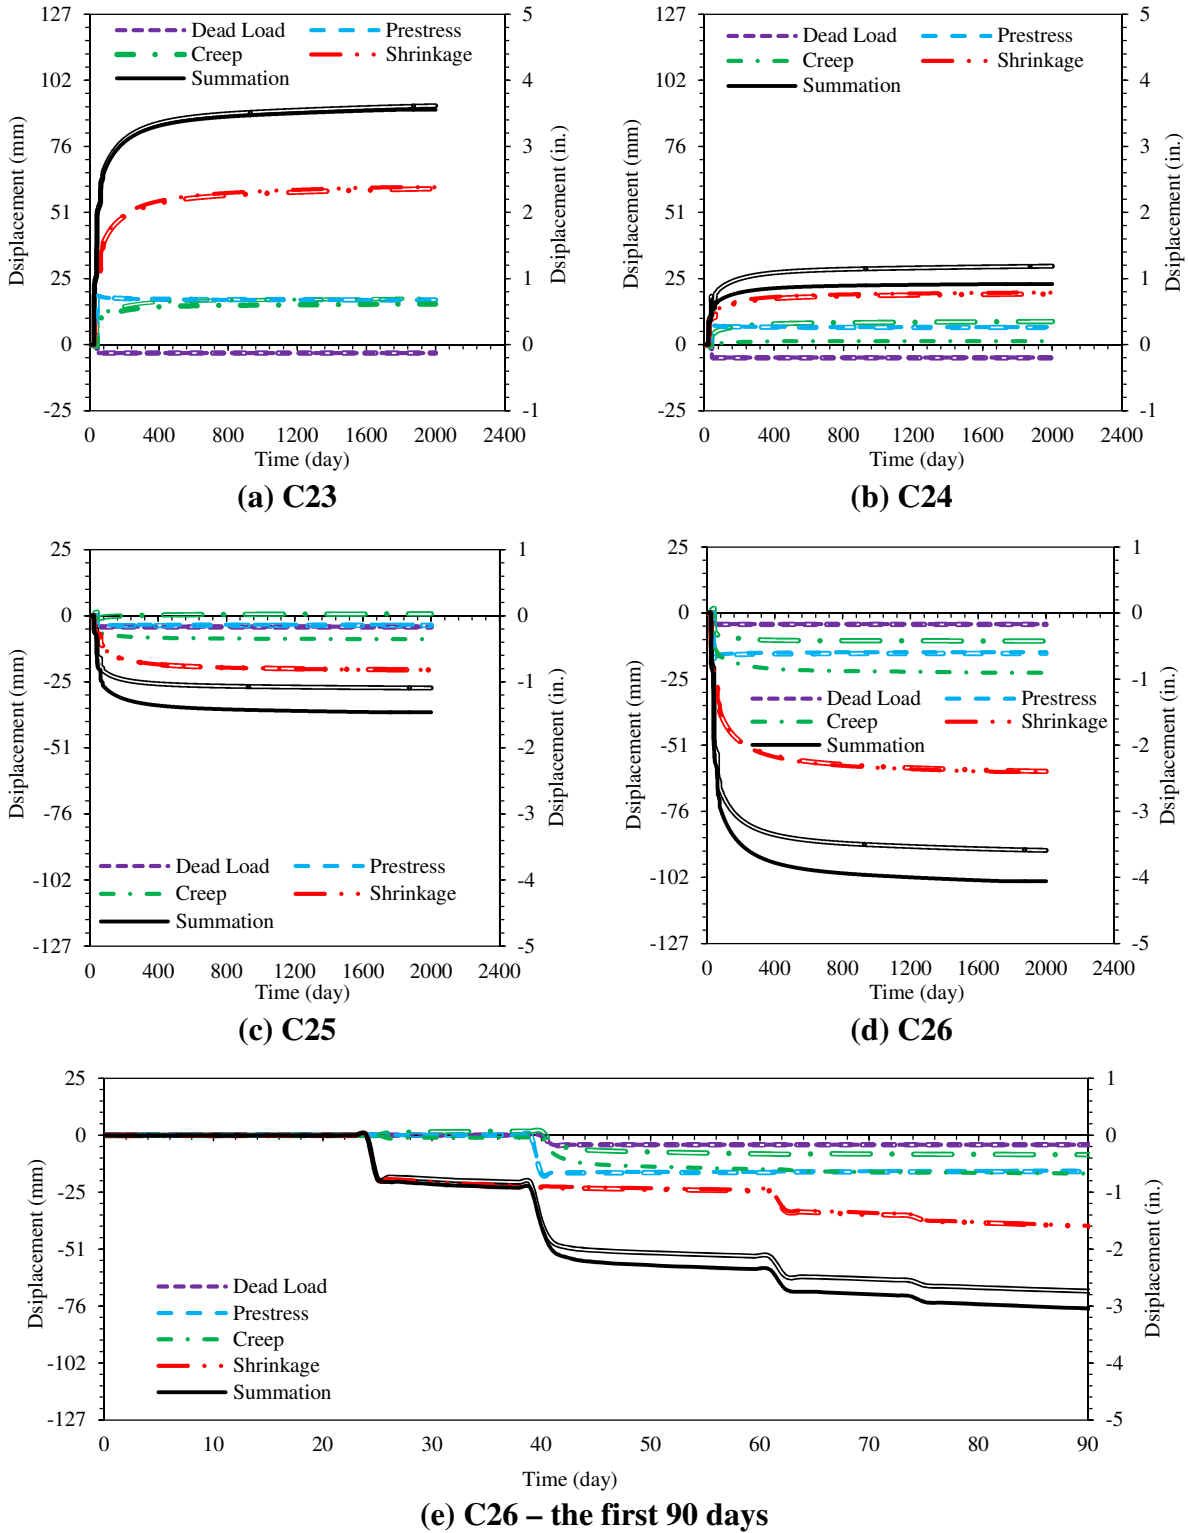 127
102
76
51
25
0
-25
5
4
3
2
1
0
-1
Dead Load
Prestress
Creep
Shrinkage
Summation
Dsiplacement (mm)
Dsiplacement (in.)
0 400 800 1200 1600 2000 2400
Time (day)
(a) C23
127
102
76
51
25
0
-25
5
4
3
2
1
0
-1
Dead Load
Prestress
Creep
Shrinkage
Summation
Dsiplacement (mm)
Dsiplacement (in.)
0 400 800 1200 1600 2000 2400
Time (day)
(b) C24
25
0
-25
-51
-76
-102
-127
1
0
-1
-2
-3
-4
-5
Dsiplacement (mm)
Dsiplacement (in.)
Dead Load
Prestress
Creep
Shrinkage
Summation
0 400 800 1200 1600 2000 2400
Time (day)
(c) C25
25
0
-25
-51
-76
-102
-127
1
0
-1
-2
-3
-4
-5
Dsiplacement (mm)
Dsiplacement (in.)
Dead Load
Prestress
Creep
Shrinkage
Summation
0 400 800 1200 1600 2000 2400
Time (day)
(d) C26
25
0
-25
-51
-76
-102
-127
1
0
-1
-2
-3
-4
-5
Dsiplacement (mm)
Dsiplacement (in.)
Dead Load
Prestress
Creep
Shrinkage
Summation
0 10 20 30 40 50 60 70 80 90
Time (day)
(e) C26 – the first 90 days